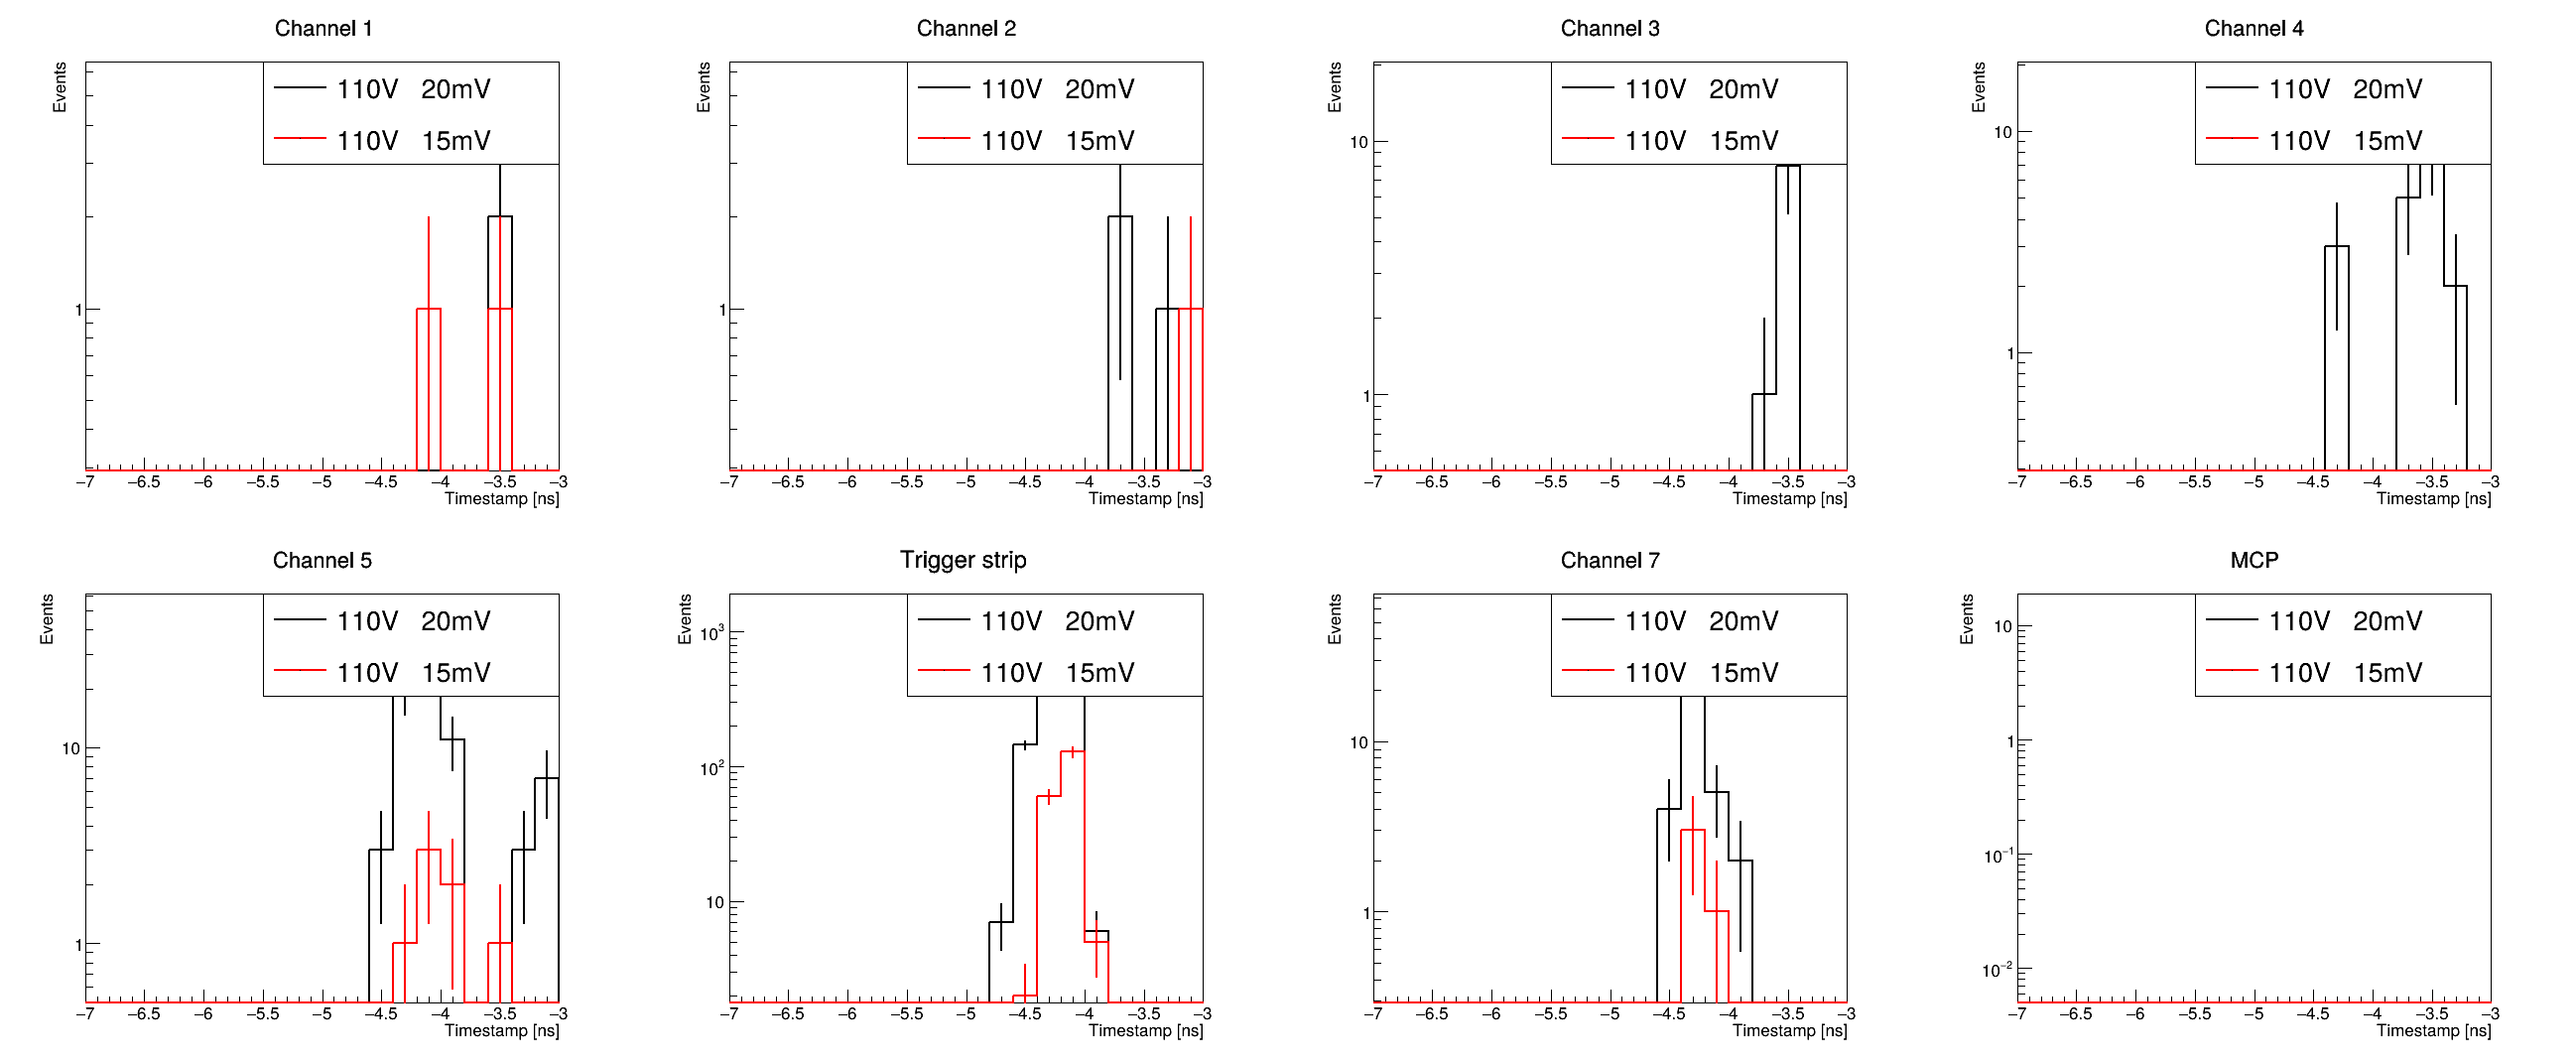 Channel 1
Events
110V 20mV
110V 15mV
1
−7 −6.5 −6 −5.5 −5 −4.5 −4 −3.5 −3
Timestamp [ns]
Channel 2
Events
110V 20mV
110V 15mV
1
−7 −6.5 −6 −5.5 −5 −4.5 −4 −3.5 −3
Timestamp [ns]
Channel 3
Events
110V 20mV
110V 15mV
10
1
−7 −6.5 −6 −5.5 −5 −4.5 −4 −3.5 −3
Timestamp [ns]
Channel 4
Events
110V 20mV
110V 15mV
10
1
−7 −6.5 −6 −5.5 −5 −4.5 −4 −3.5 −3
Timestamp [ns]
Channel 5
Events
110V 20mV
110V 15mV
10
1
−7 −6.5 −6 −5.5 −5 −4.5 −4 −3.5 −3
Timestamp [ns]
Trigger strip
Events
110V 20mV
110V 15mV
10³
10²
10
−7 −6.5 −6 −5.5 −5 −4.5 −4 −3.5 −3
Timestamp [ns]
Channel 7
Events
110V 20mV
110V 15mV
10
1
−7 −6.5 −6 −5.5 −5 −4.5 −4 −3.5 −3
Timestamp [ns]
MCP
Events
110V 20mV
110V 15mV
10
1
10⁻¹
10⁻²
−7 −6.5 −6 −5.5 −5 −4.5 −4 −3.5 −3
Timestamp [ns]